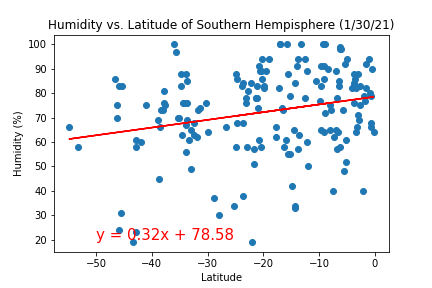 Humidity vs. Latitude of Southern Hempisphere (1/30/21)
100
90
80
70
60
50
40
30
20
Humidity (%)
y = 0.32x + 78.58
−50 −40 −30 −20 −10 0
Latitude